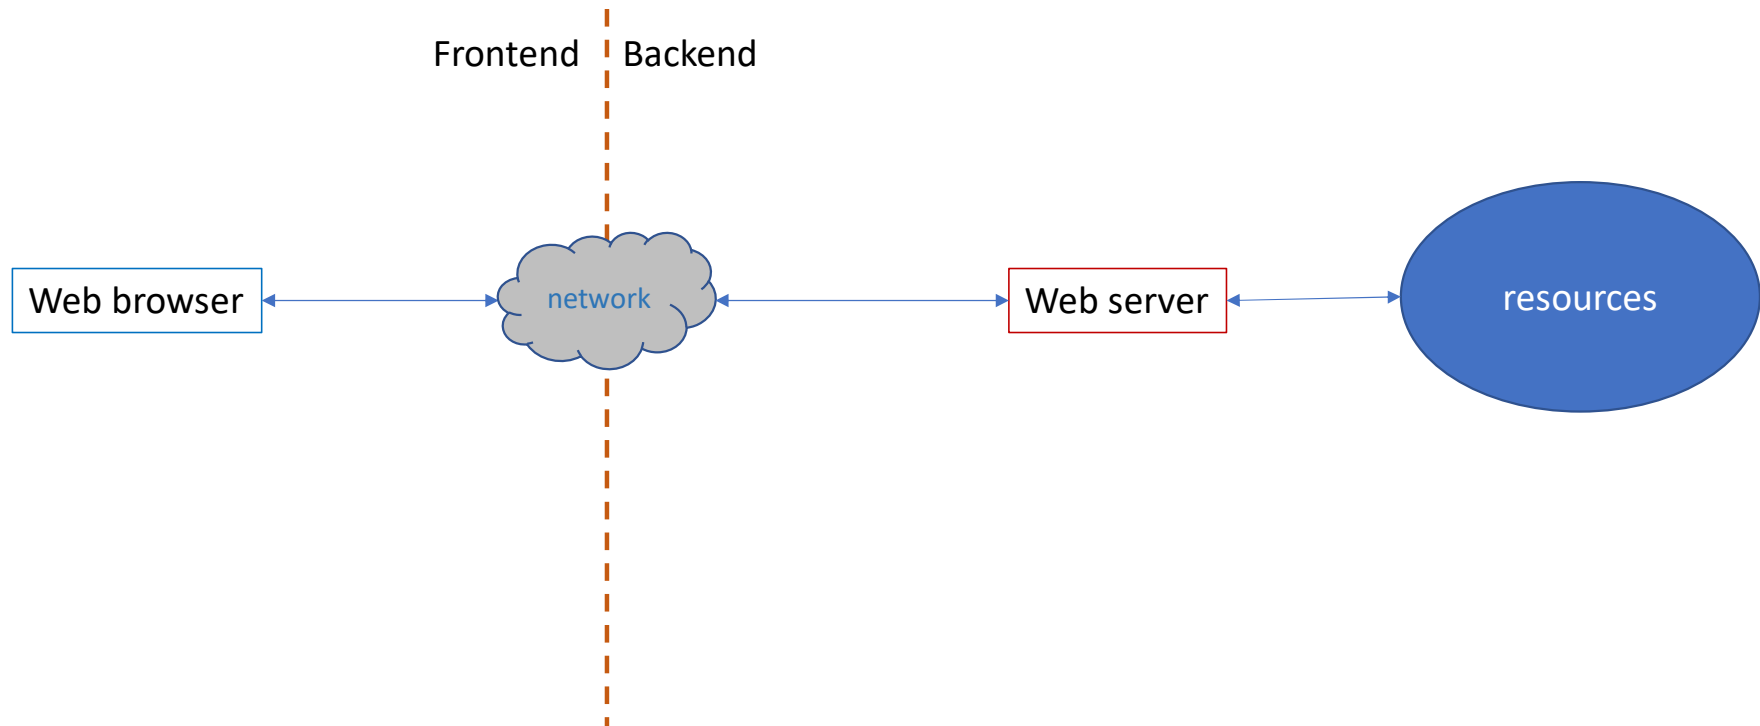 Frontend
Backend
Web browser
network
Web server
resources